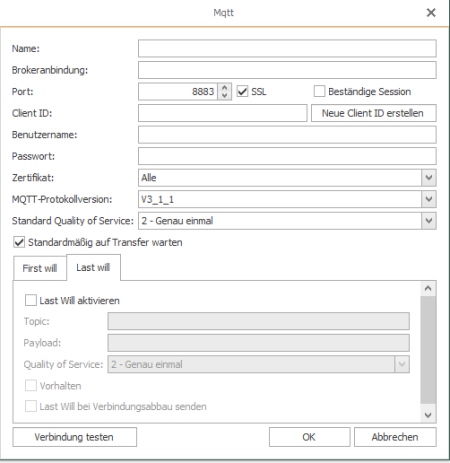 Mqtt
Name:
Brokeranbindung:
Port: 8883 SSL Beständige Session
Client ID: Neue Client ID erstellen
Benutzername:
Passwort:
Zertifikat: Alle
MQTT-Protokollversion: V3_1_1
Standard Quality of Service: 2 - Genau einmal
Standardmäßig auf Transfer warten
First will Last will
Last Will aktivieren
Topic:
Payload:
Quality of Service: 2 - Genau einmal
Vorhalten
Last Will bei Verbindungsabbau senden
Verbindung testen OK Abbrechen